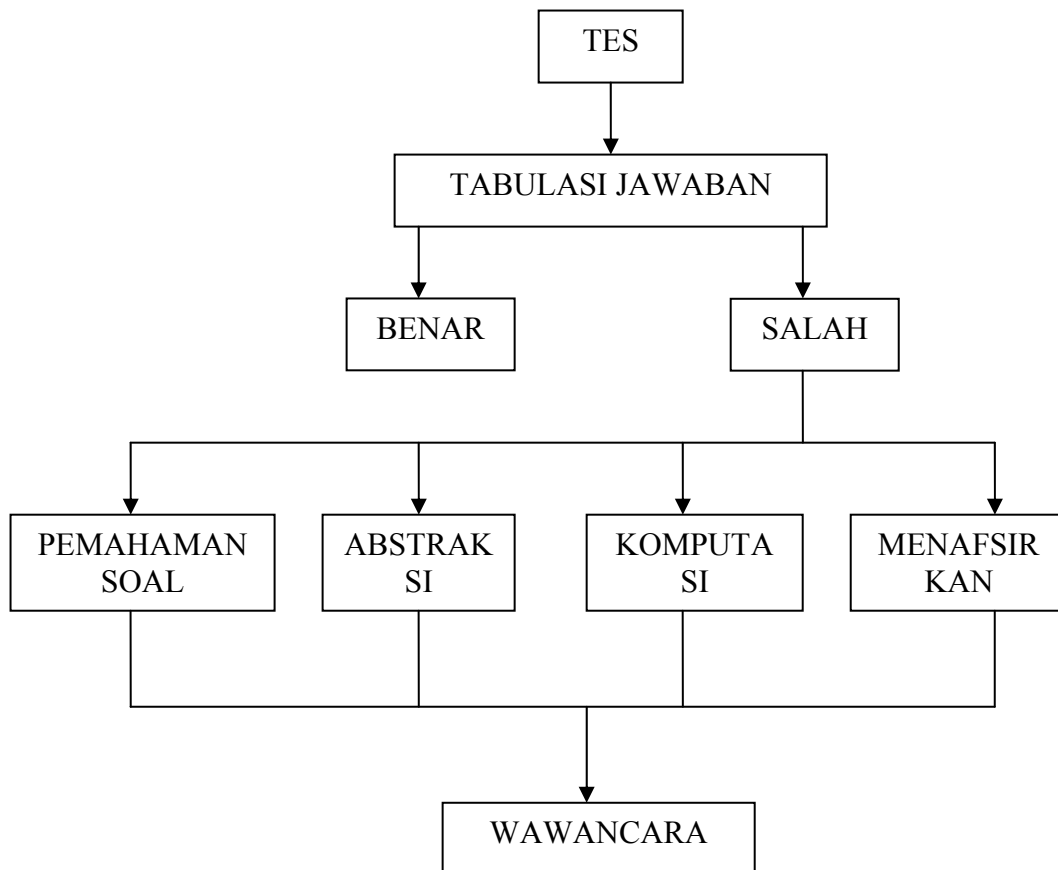 TES
TABULASI JAWABAN
BENAR
SALAH
PEMAHAMAN
SOAL
ABSTRAK
SI
KOMPUTA
SI
MENAFSIR
KAN
WAWANCARA